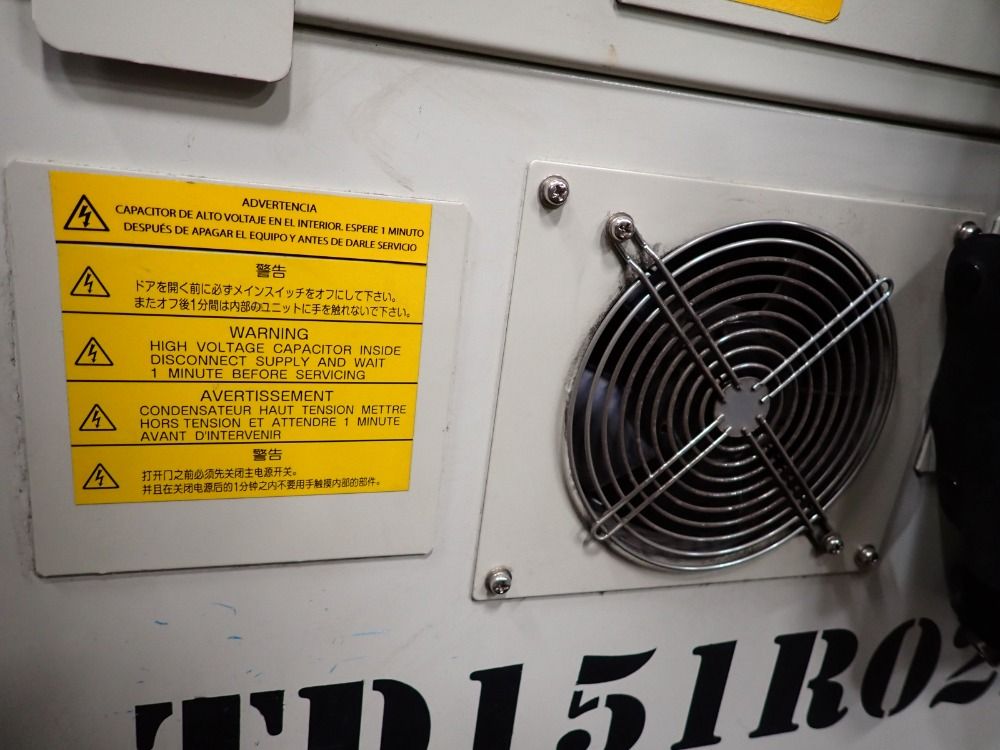 ADVERTENCIA
CAPACITOR DE ALTO VOLTAJE EN EL INTERIOR. ESPERE 1 MINUTO
DESPUÉS DE APAGAR EL EQUIPO Y ANTES DE DARLE SERVICIO
警告
ドアを開く前に必ずメインスイッチをオフにして下さい。
またオフ後1分間は内部のユニットに手を触れないで下さい。
WARNING
HIGH VOLTAGE CAPACITOR INSIDE
DISCONNECT SUPPLY AND WAIT
1 MINUTE BEFORE SERVICING
AVERTISSEMENT
CONDENSATEUR HAUT TENSION METTRE
HORS TENSION ET ATTENDRE 1 MINUTE
AVANT D'INTERVENIR
警告
打开门之前必须先关闭主电源开关。
并且在关闭电源后的1分钟之内不要用手触摸内部的部件。
TD151R02